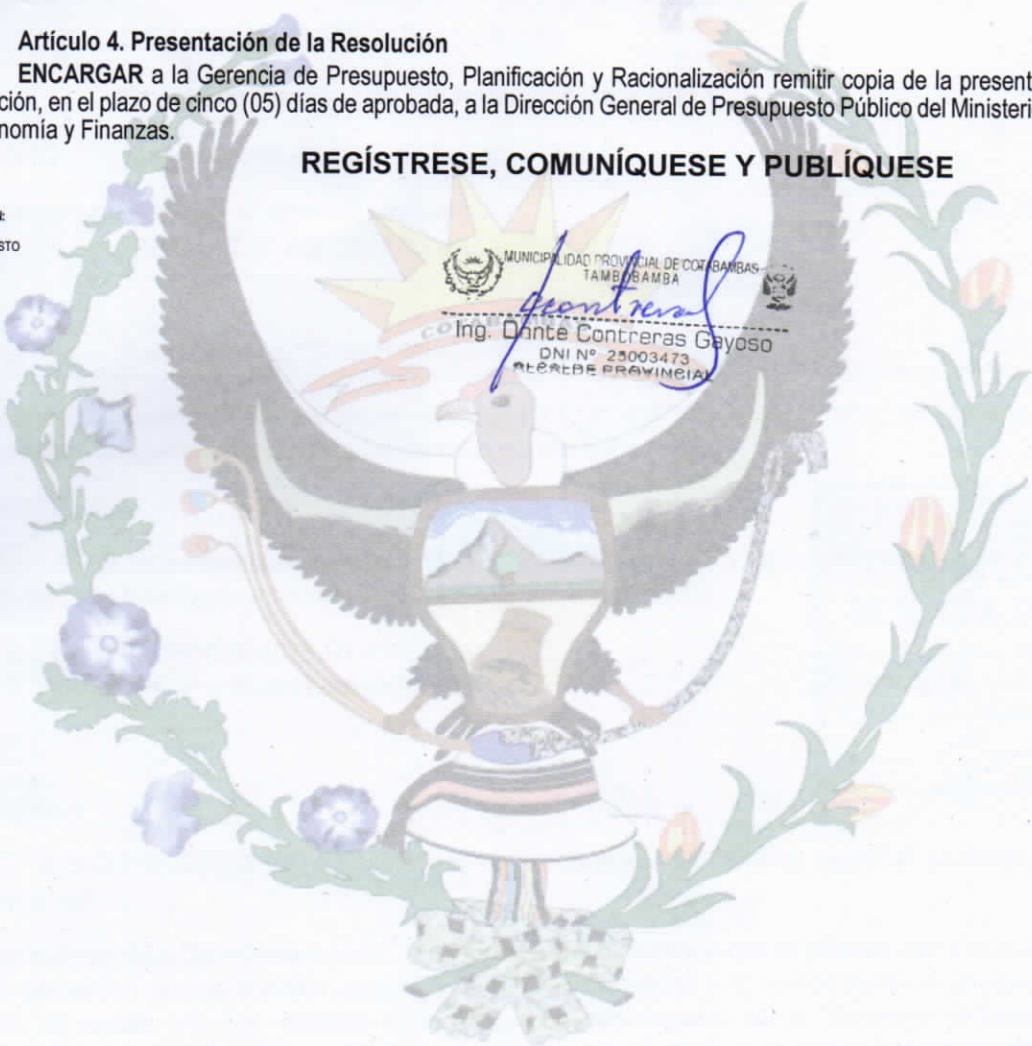 Artículo 4. Presentación de la Resolución
ENCARGAR a la Gerencia de Presupuesto, Planificación y Racionalización remitir copia de la present
ción, en el plazo de cinco (05) días de aprobada, a la Dirección General de Presupuesto Público del Ministeri
nomía y Finanzas.
REGÍSTRESE, COMUNÍQUESE Y PUBLÍQUESE
STO
MUNICIPALIDAD PROVINCIAL DE COTABAMBAS
TAMBOBAMBA
Ing. Dante Contreras Gayoso
DNI Nº 25003473
ALCALDE PROVINCIAL